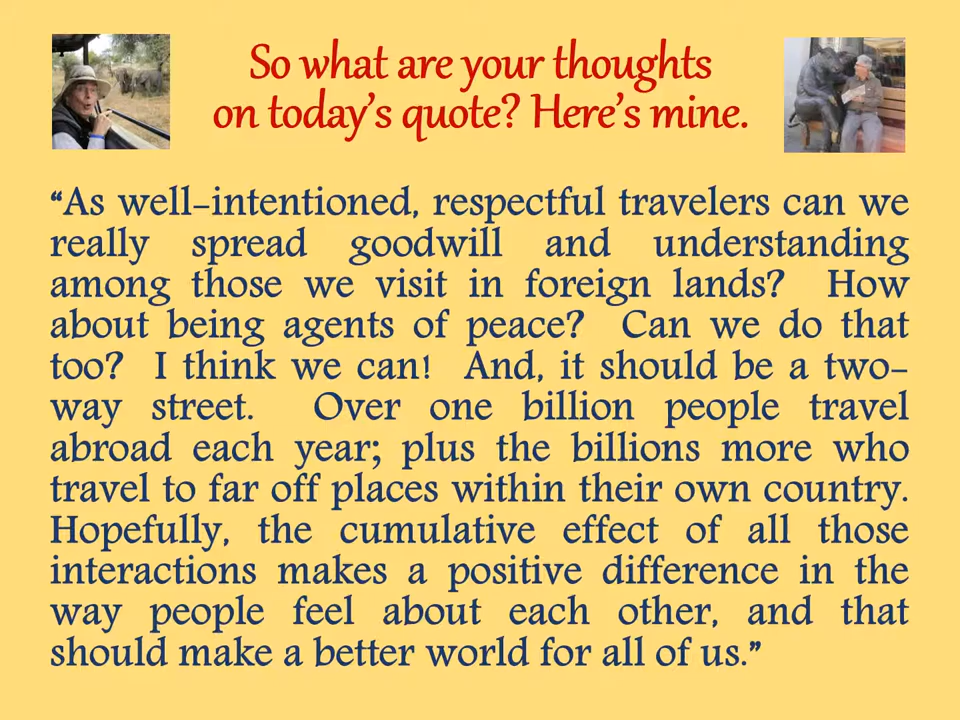 So what are your thoughts
on today's quote? Here's mine.
“As well-intentioned, respectful travelers can we
really spread goodwill and understanding
among those we visit in foreign lands? How
about being agents of peace? Can we do that
too? I think we can! And, it should be a two-
way street. Over one billion people travel
abroad each year; plus the billions more who
travel to far off places within their own country.
Hopefully, the cumulative effect of all those
interactions makes a positive difference in the
way people feel about each other, and that
should make a better world for all of us.”